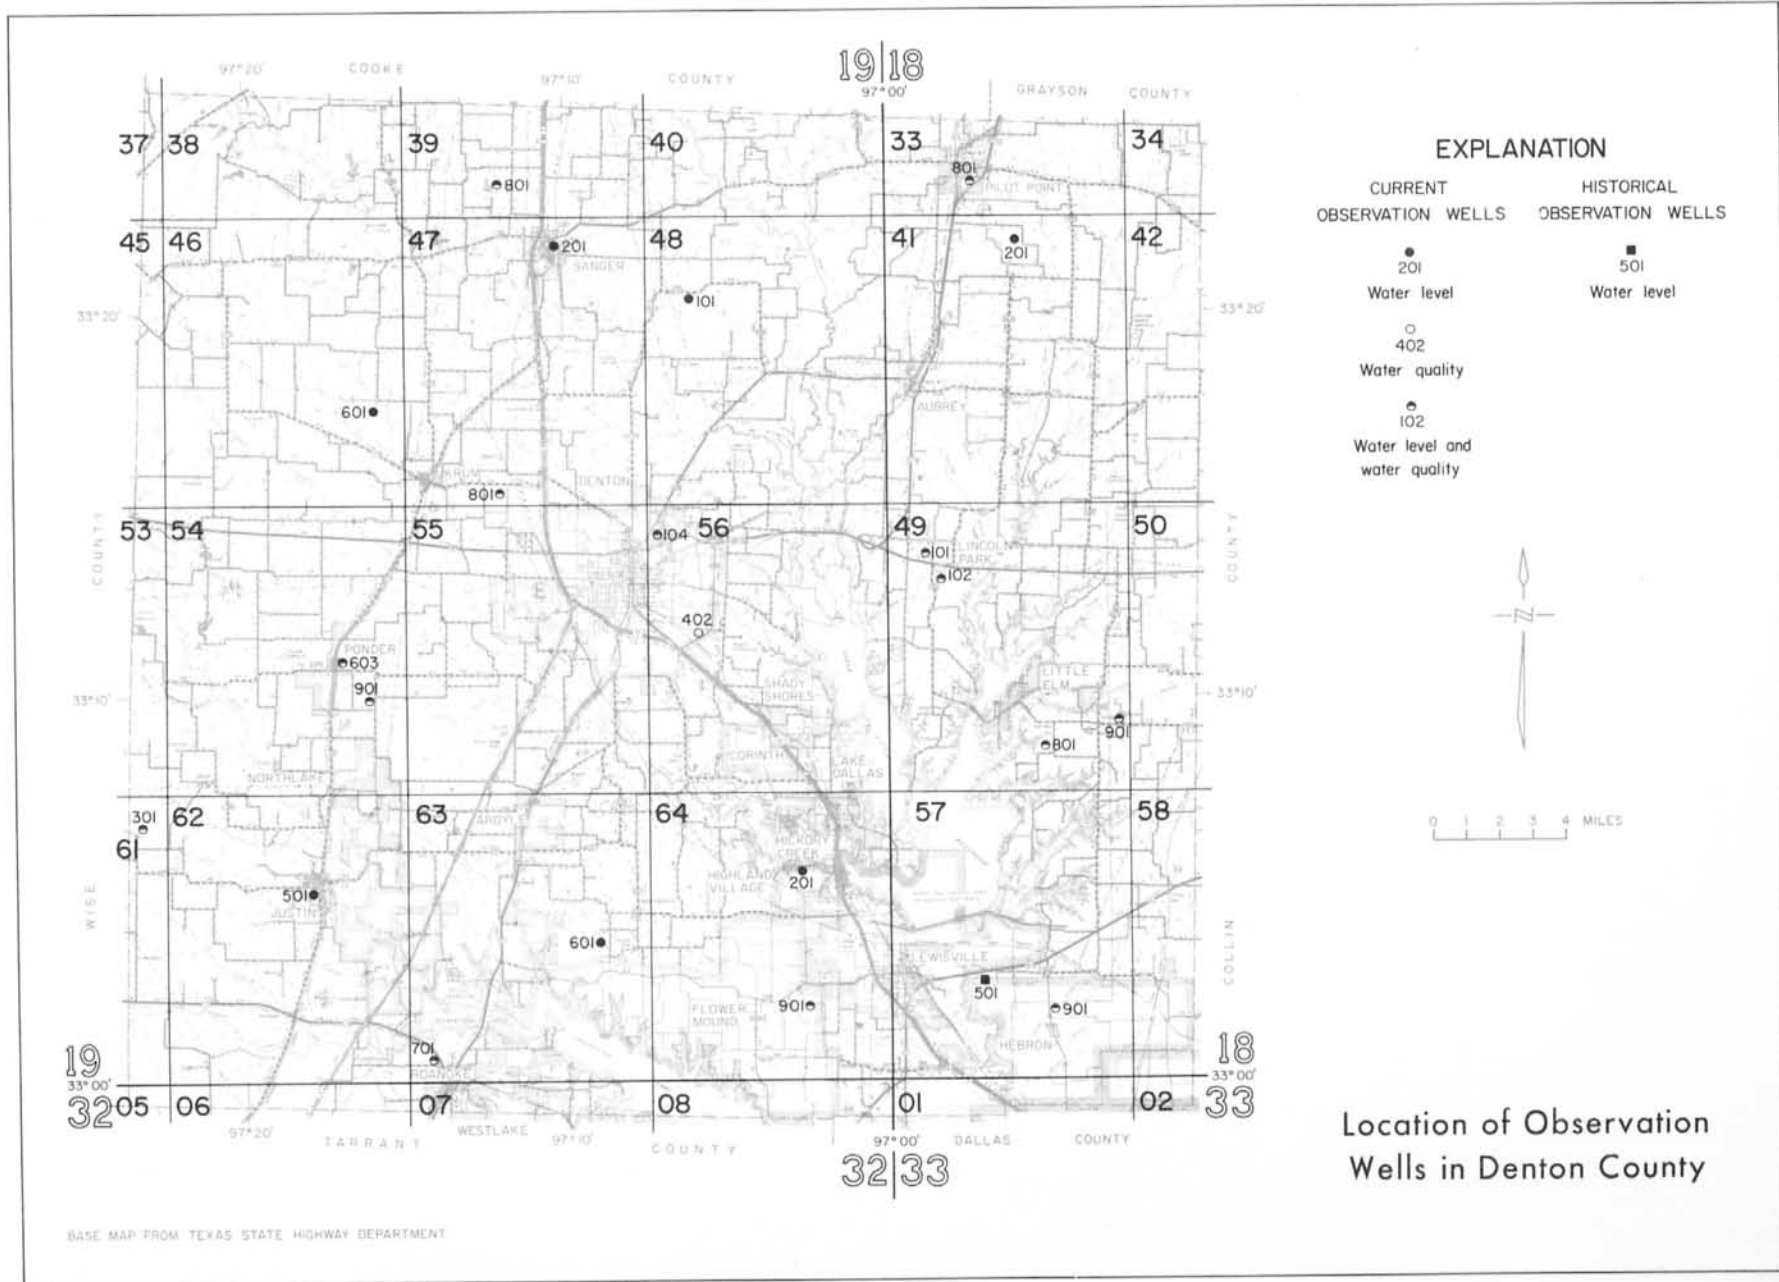 19 18
97°20' COOKE 97°10' COUNTY 97°00' GRAYSON COUNTY
37 38 39 40 33 34
801
801
PILOT POINT
45 46 47 48 41 42
201
201
SANGER
101
33°20' 33°20'
601
AUBREY
KRUM
801
DENTON
53 54 55 56 49 50
104
101
LINCOLN
PARK
102
COUNTY
COUNTY
402
PONDER
603
901
SHADY
SHORES
LITTLE
ELM
33°10' 33°10'
901
801
CORINTH
LAKE
DALLAS
NORTHLAKE
301
61 62 63 64 57 58
ARGYLE
HICKORY
CREEK
HIGHLAND
VILLAGE
201
501
JUSTIN
WISE
COLLIN
601
LEWISVILLE
501
901
FLOWER
MOUND
901
HEBRON
701
ROANOKE
19 18
33°00' 33°00'
32 05 06 07 08 01 02 33
97°20' TARRANT WESTLAKE 97°10' COUNTY 97°00' DALLAS COUNTY
32 33
EXPLANATION
CURRENT
OBSERVATION WELLS
201
Water level
402
Water quality
102
Water level and
water quality
HISTORICAL
OBSERVATION WELLS
501
Water level
N
0 1 2 3 4 MILES
Location of Observation
Wells in Denton County
BASE MAP FROM TEXAS STATE HIGHWAY DEPARTMENT